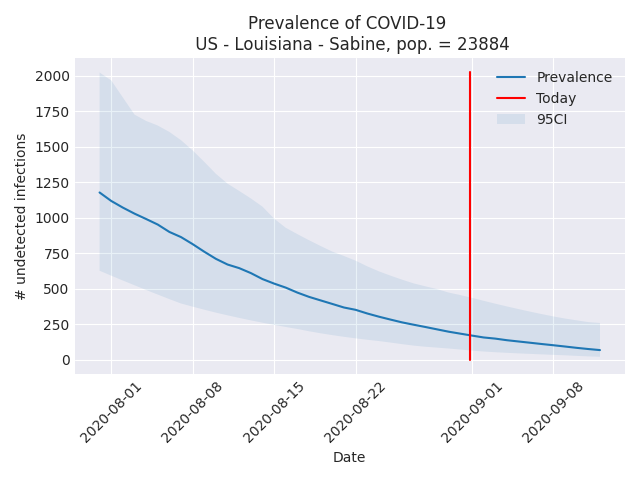 Prevalence of COVID-19
US - Louisiana - Sabine, pop. = 23884
Prevalence
Today
95CI
2000
1750
1500
1250
1000
750
500
250
0
# undetected infections
2020-08-01
2020-08-08
2020-08-15
2020-08-22
2020-09-01
2020-09-08
Date